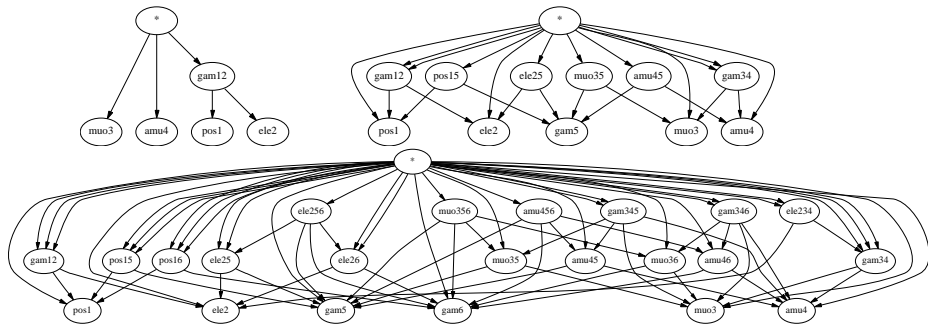 *
gam12
muo3 amu4 pos1 ele2
*
gam12 pos15 ele25 muo35 amu45 gam34
pos1 ele2 gam5 muo3 amu4
*
ele256 muo356 amu456 gam345 gam346 ele234
gam12 pos15 pos16 ele25 ele26 muo35 amu45 muo36 amu46 gam34
pos1 ele2 gam5 gam6 muo3 amu4